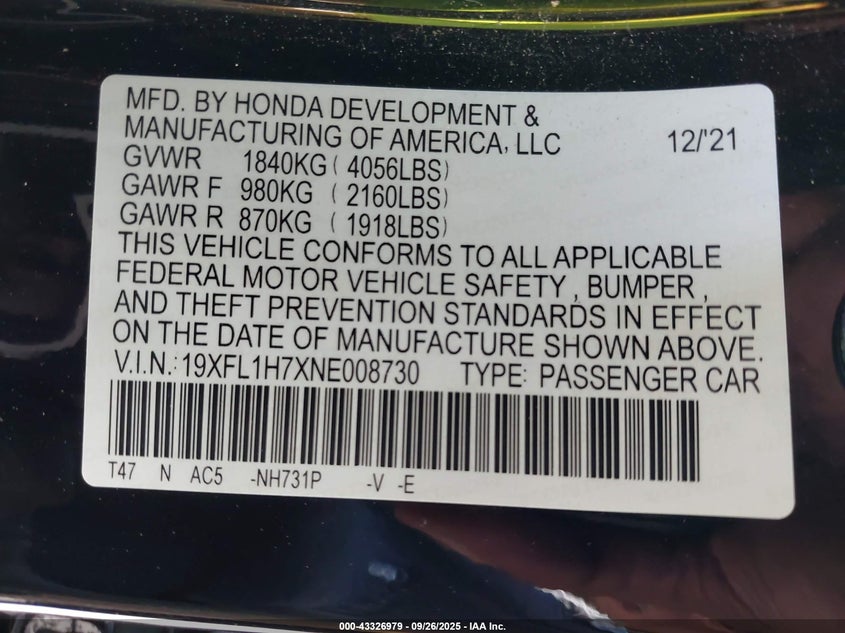 MFD. BY HONDA DEVELOPMENT &
MANUFACTURING OF AMERICA, LLC 12/'21
GVWR 1840KG ( 4056LBS)
GAWR F 980KG ( 2160LBS)
GAWR R 870KG ( 1918LBS)
THIS VEHICLE CONFORMS TO ALL APPLICABLE
FEDERAL MOTOR VEHICLE SAFETY , BUMPER ,
AND THEFT PREVENTION STANDARDS IN EFFECT
ON THE DATE OF MANUFACTURE SHOWN ABOVE.
V.I.N.: 19XFL1H7XNE008730 TYPE: PASSENGER CAR
T47 N AC5 -NH731P -V -E
000-43326979 - 09/26/2025 - IAA Inc.